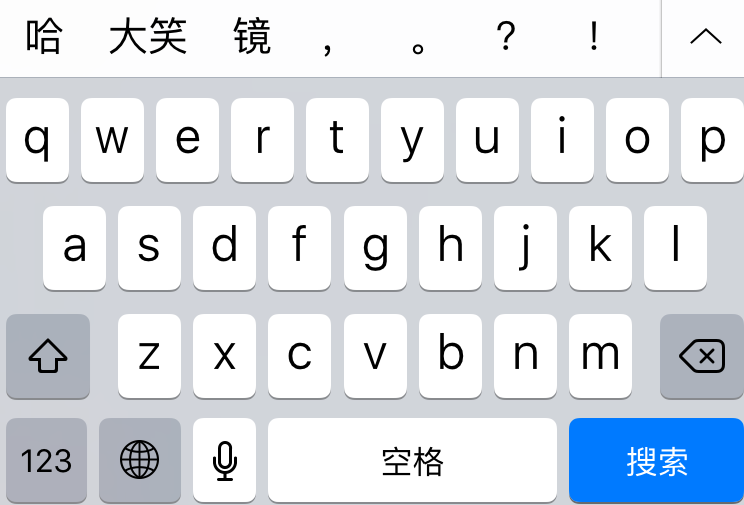 哈 大笑 镜 ， 。 ？ ！
q w e r t y u i o p
a s d f g h j k l
z x c v b n m
123 空格 搜索